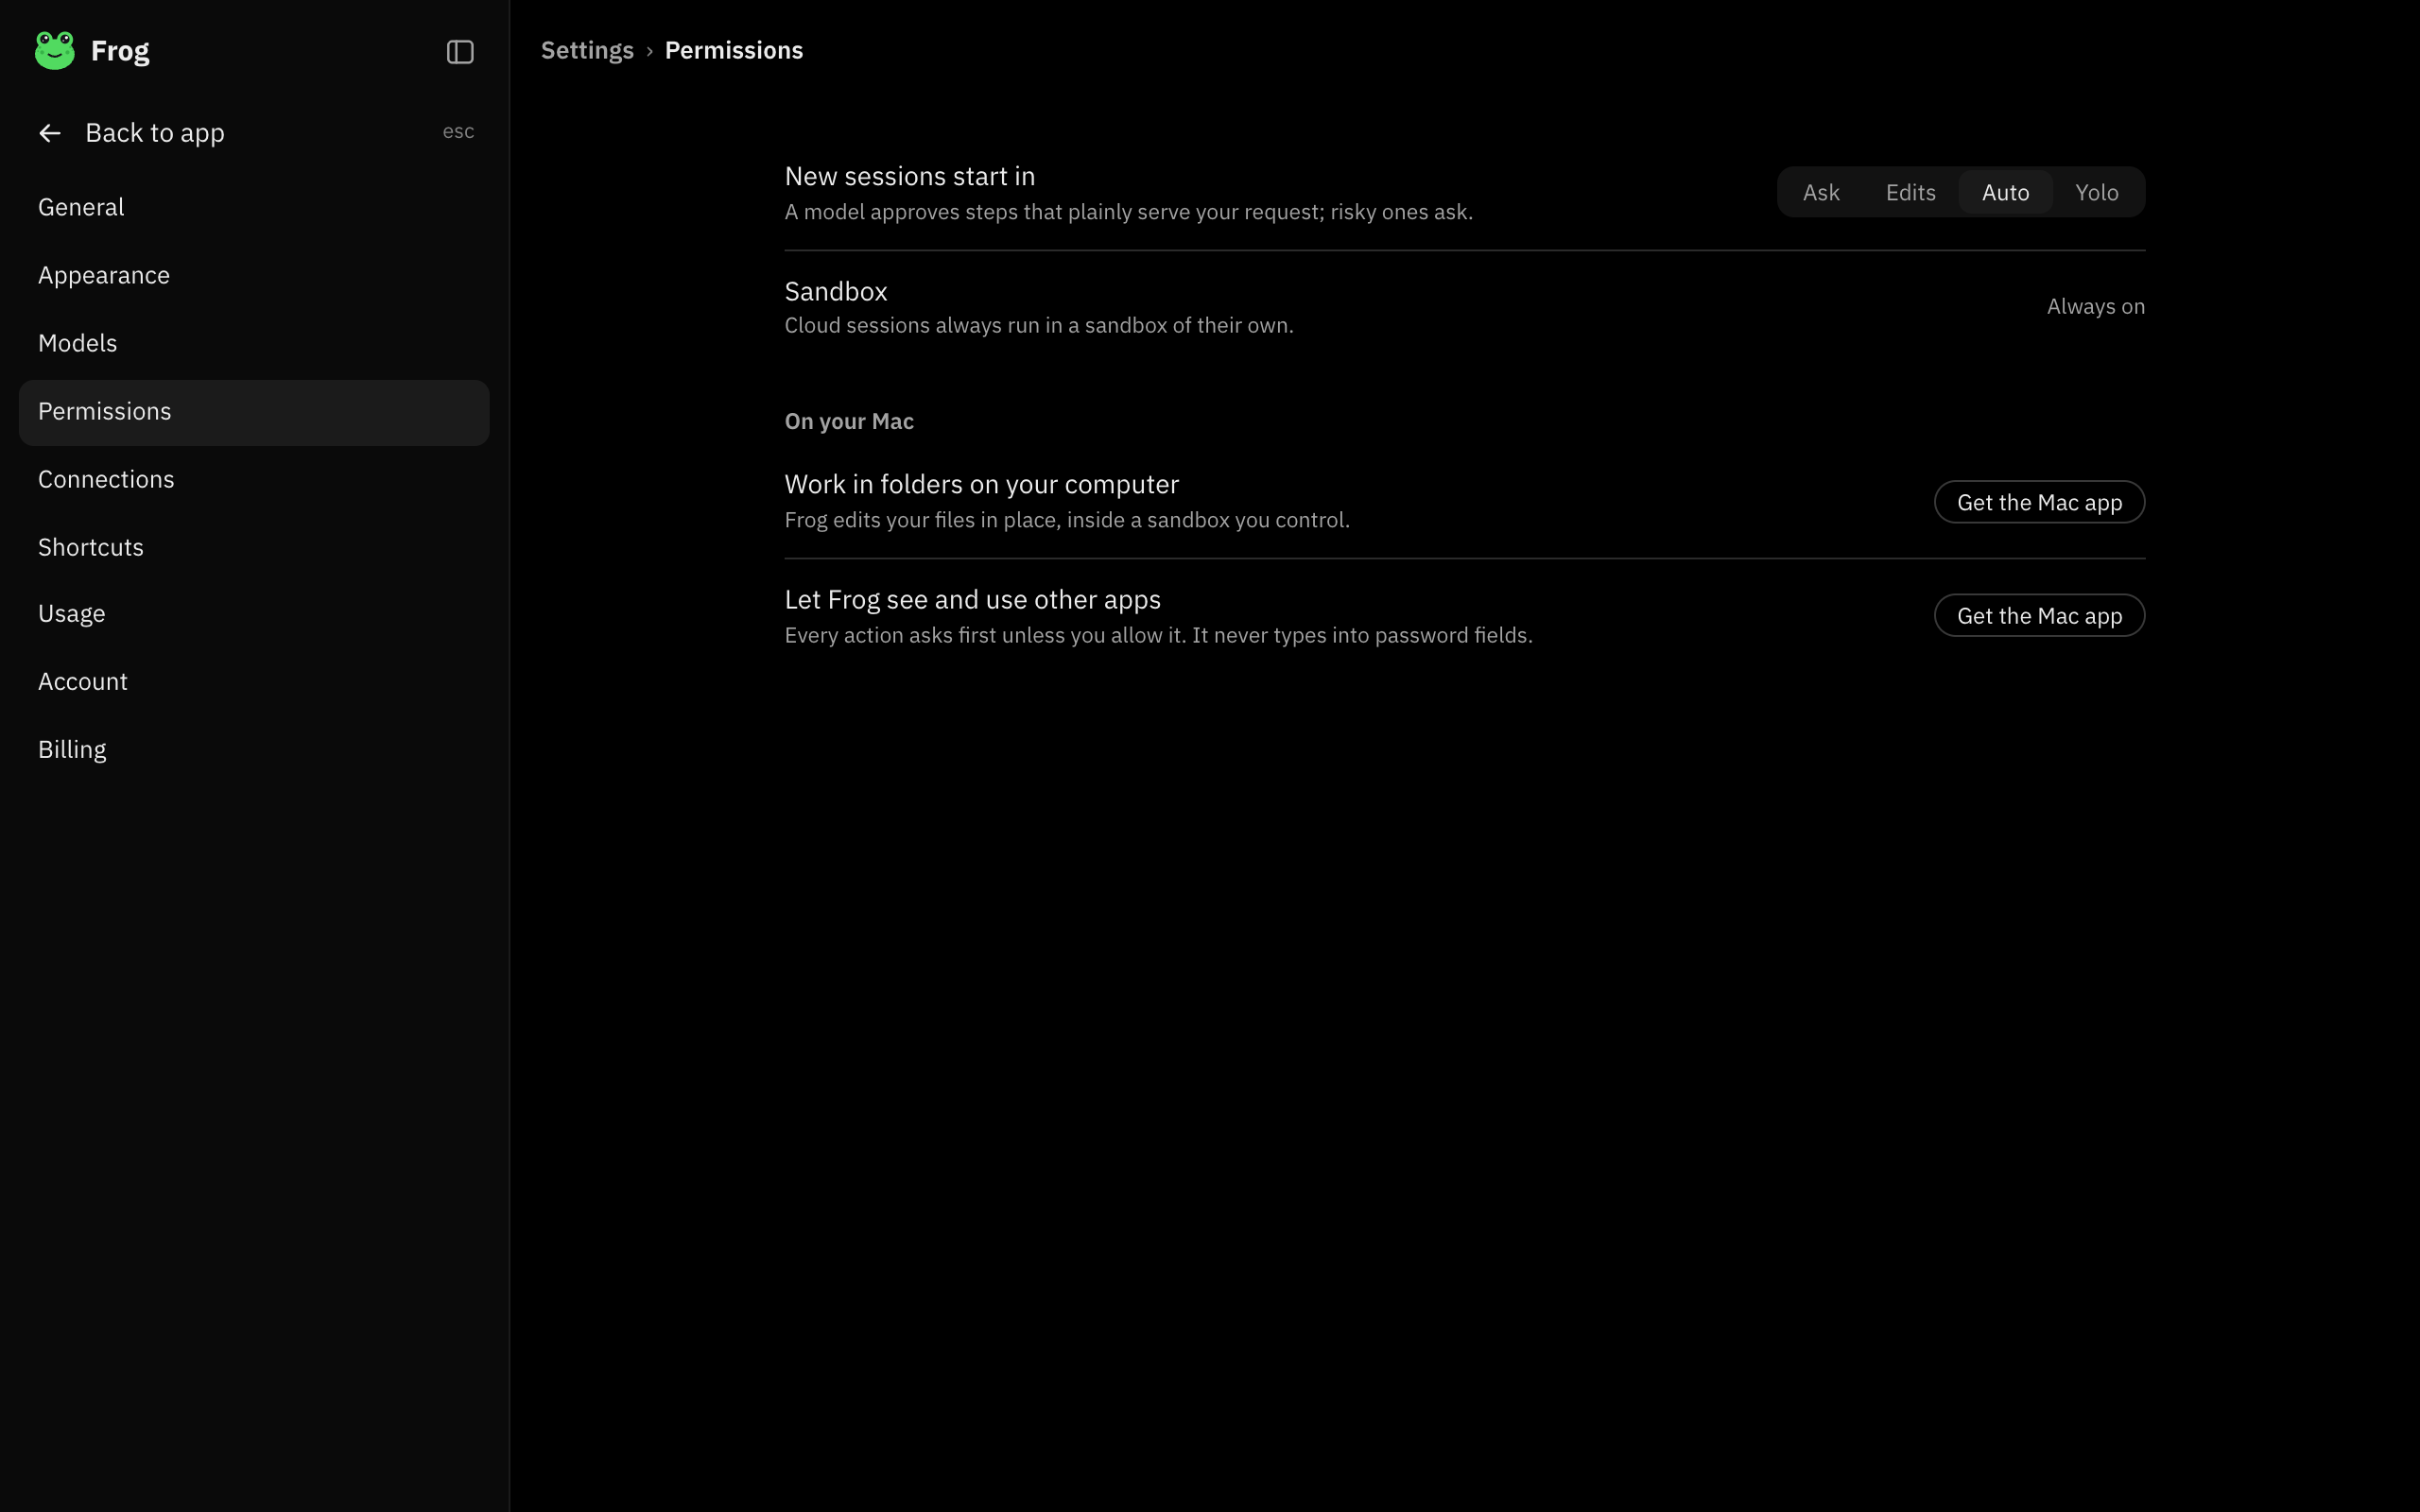 Frog
Back to app
esc
General
Appearance
Models
Permissions
Connections
Shortcuts
Usage
Account
Billing
Settings › Permissions
New sessions start in
A model approves steps that plainly serve your request; risky ones ask.
Ask Edits Auto Yolo
Sandbox
Cloud sessions always run in a sandbox of their own.
Always on
On your Mac
Work in folders on your computer
Frog edits your files in place, inside a sandbox you control.
Get the Mac app
Let Frog see and use other apps
Every action asks first unless you allow it. It never types into password fields.
Get the Mac app